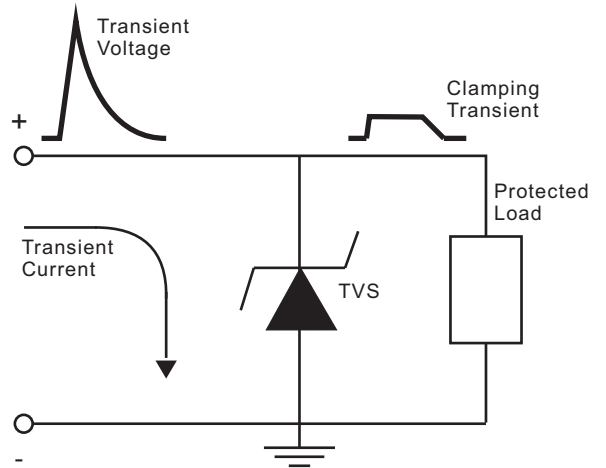 Transient
Voltage
Clamping
Transient
+
Protected
Load
Transient
Current
TVS
-